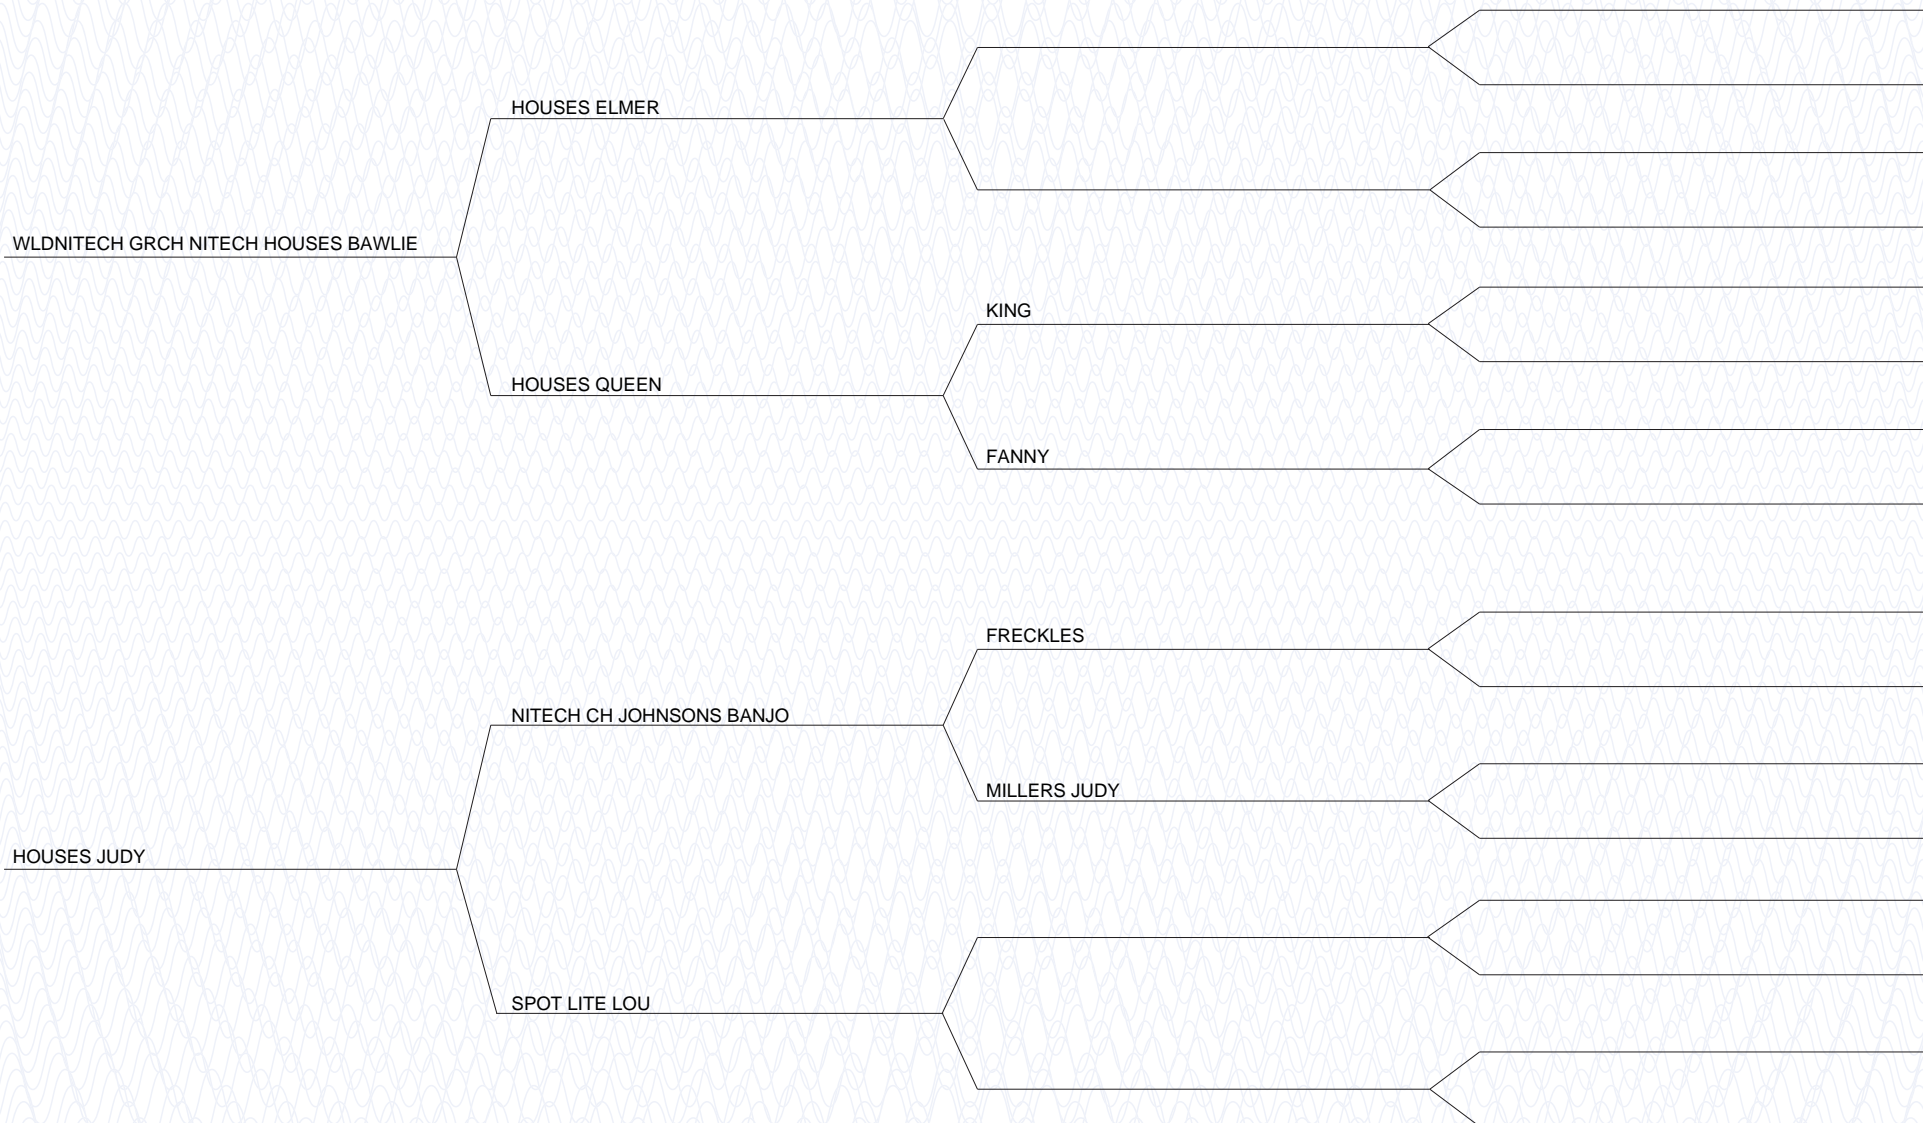 HOUSES ELMER
WLDNITECH GRCH NITECH HOUSES BAWLIE
KING
HOUSES QUEEN
FANNY
FRECKLES
NITECH CH JOHNSONS BANJO
MILLERS JUDY
HOUSES JUDY
SPOT LITE LOU